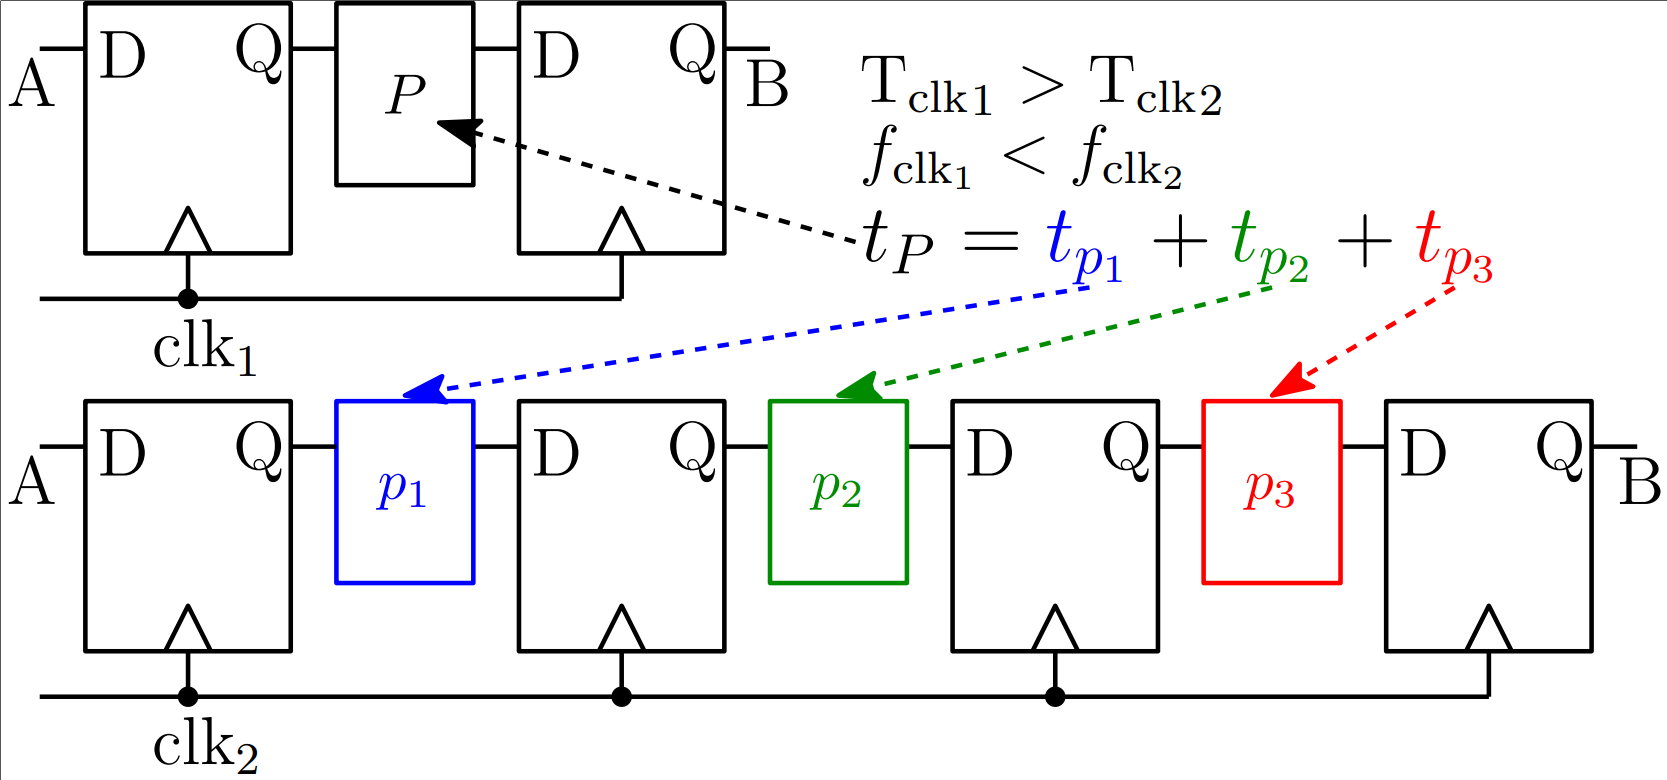 D Q P D Q
A B
T_clk1 > T_clk2
f_clk1 < f_clk2
t_P = t_p1 + t_p2 + t_p3
clk1
D Q p1 D Q p2 D Q p3 D Q
A B
clk2